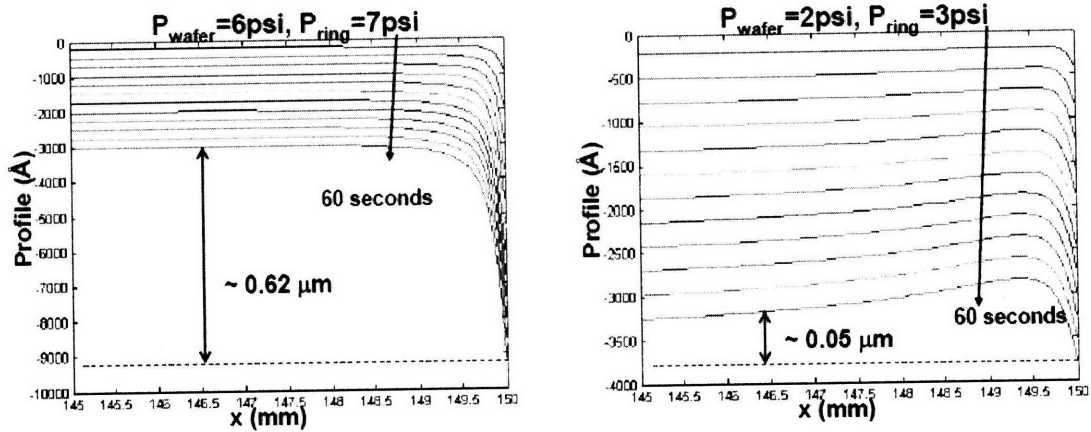 P_wafer=6psi, P_ring=7psi
0
-1000
-2000
-3000
-4000
-5000
-6000
-7000
-8000
-9000
-10000
Profile (Å)
60 seconds
~ 0.62 μm
145 145.5 146 146.5 147 147.5 148 148.5 149 149.5 150
x (mm)
P_wafer=2psi, P_ring=3psi
0
-500
-1000
-1500
-2000
-2500
-3000
-3500
-4000
Profile (Å)
60 seconds
~ 0.05 μm
145 145.5 146 146.5 147 147.5 148 148.5 149 149.5 150
x (mm)